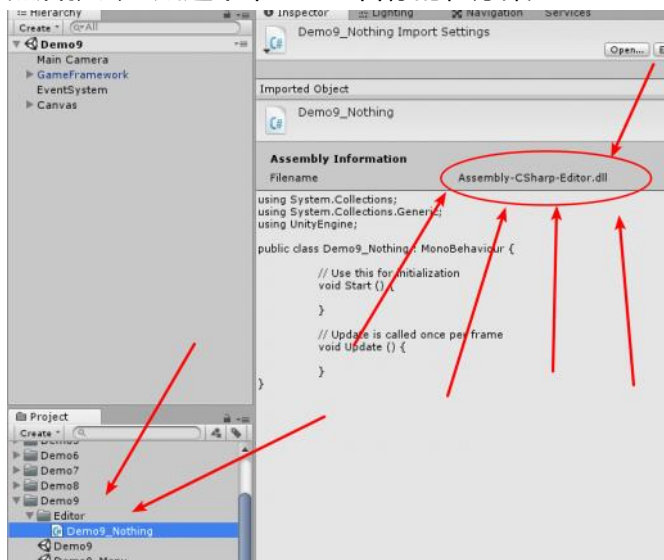 Hierarchy
Create
All
Demo9
Main Camera
GameFramework
EventSystem
Canvas
Inspector
Lighting
Navigation
Services
Demo9_Nothing Import Settings
Open...
Imported Object
Demo9_Nothing
Assembly Information
Filename
Assembly-CSharp-Editor.dll
using System.Collections;
using System.Collections.Generic;
using UnityEngine;
public class Demo9_Nothing : MonoBehaviour {
// Use this for initialization
void Start () {
}
// Update is called once per frame
void Update () {
}
}
Project
Create
Demo6
Demo7
Demo8
Demo9
Editor
Demo9_Nothing
Demo9